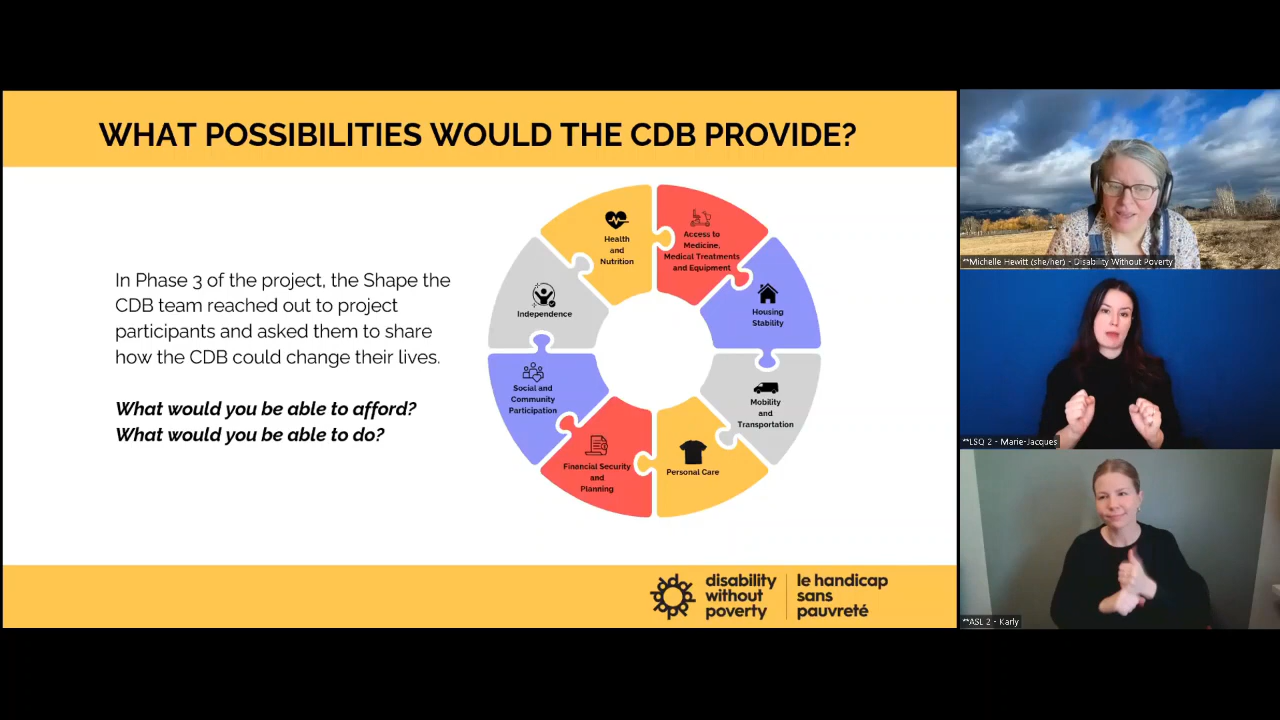 WHAT POSSIBILITIES WOULD THE CDB PROVIDE?
In Phase 3 of the project, the Shape the
CDB team reached out to project
participants and asked them to share
how the CDB could change their lives.
What would you be able to afford?
What would you be able to do?
Health
and
Nutrition
Access to
Medicine,
Medical Treatments
and Equipment
Housing
Stability
Mobility
and
Transportation
Personal Care
Financial Security
and
Planning
Social and
Community
Participation
Independence
disability
without
poverty
le handicap
sans
pauvreté
**Michelle Hewitt (she/her) - Disability Without Poverty
**LSQ 2 - Marie-Jacques
**ASL 2 - Karly